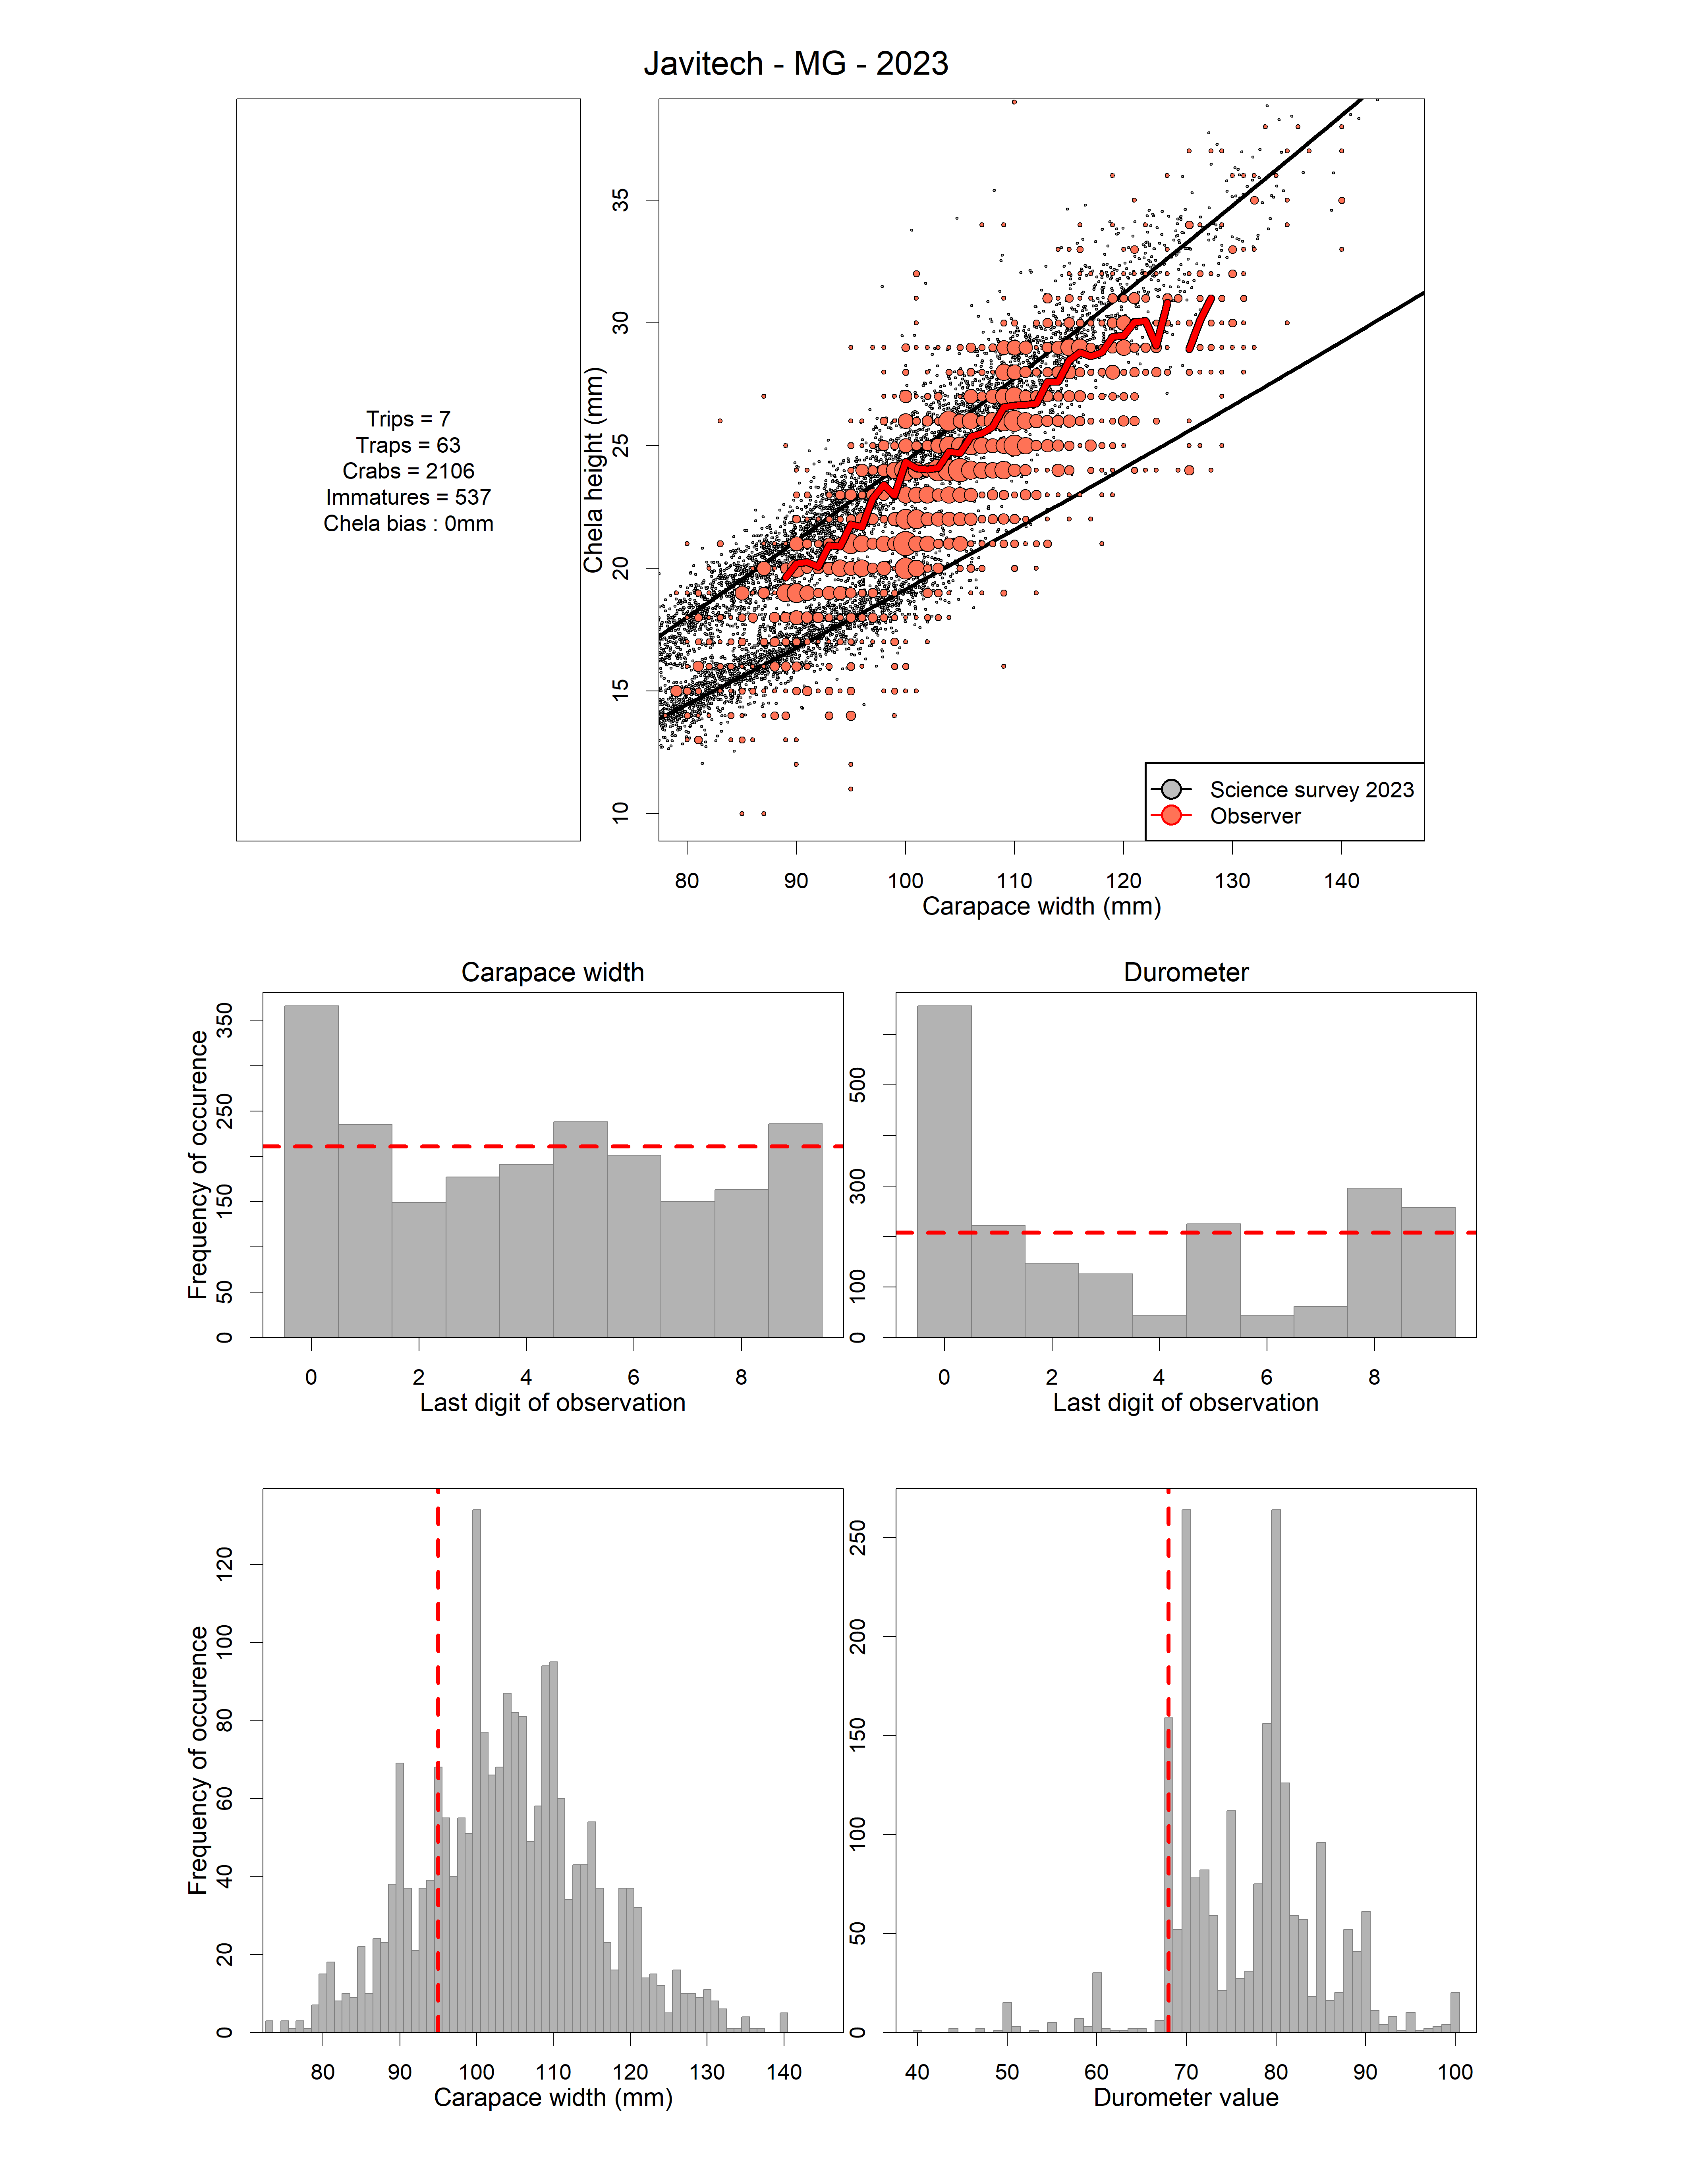 Javitech - MG - 2023
Trips = 7
Traps = 63
Crabs = 2106
Immatures = 537
Chela bias : 0mm
Chela height (mm)
35
30
25
20
15
10
Science survey 2023
Observer
80 90 100 110 120 130 140
Carapace width (mm)
Carapace width
Frequency of occurence
350
250
150
50
0
0 2 4 6 8
Last digit of observation
Durometer
500
300
100
0
0 2 4 6 8
Last digit of observation
Frequency of occurence
120
100
80
60
40
20
0
80 90 100 110 120 130 140
Carapace width (mm)
250
200
150
100
50
0
40 50 60 70 80 90 100
Durometer value